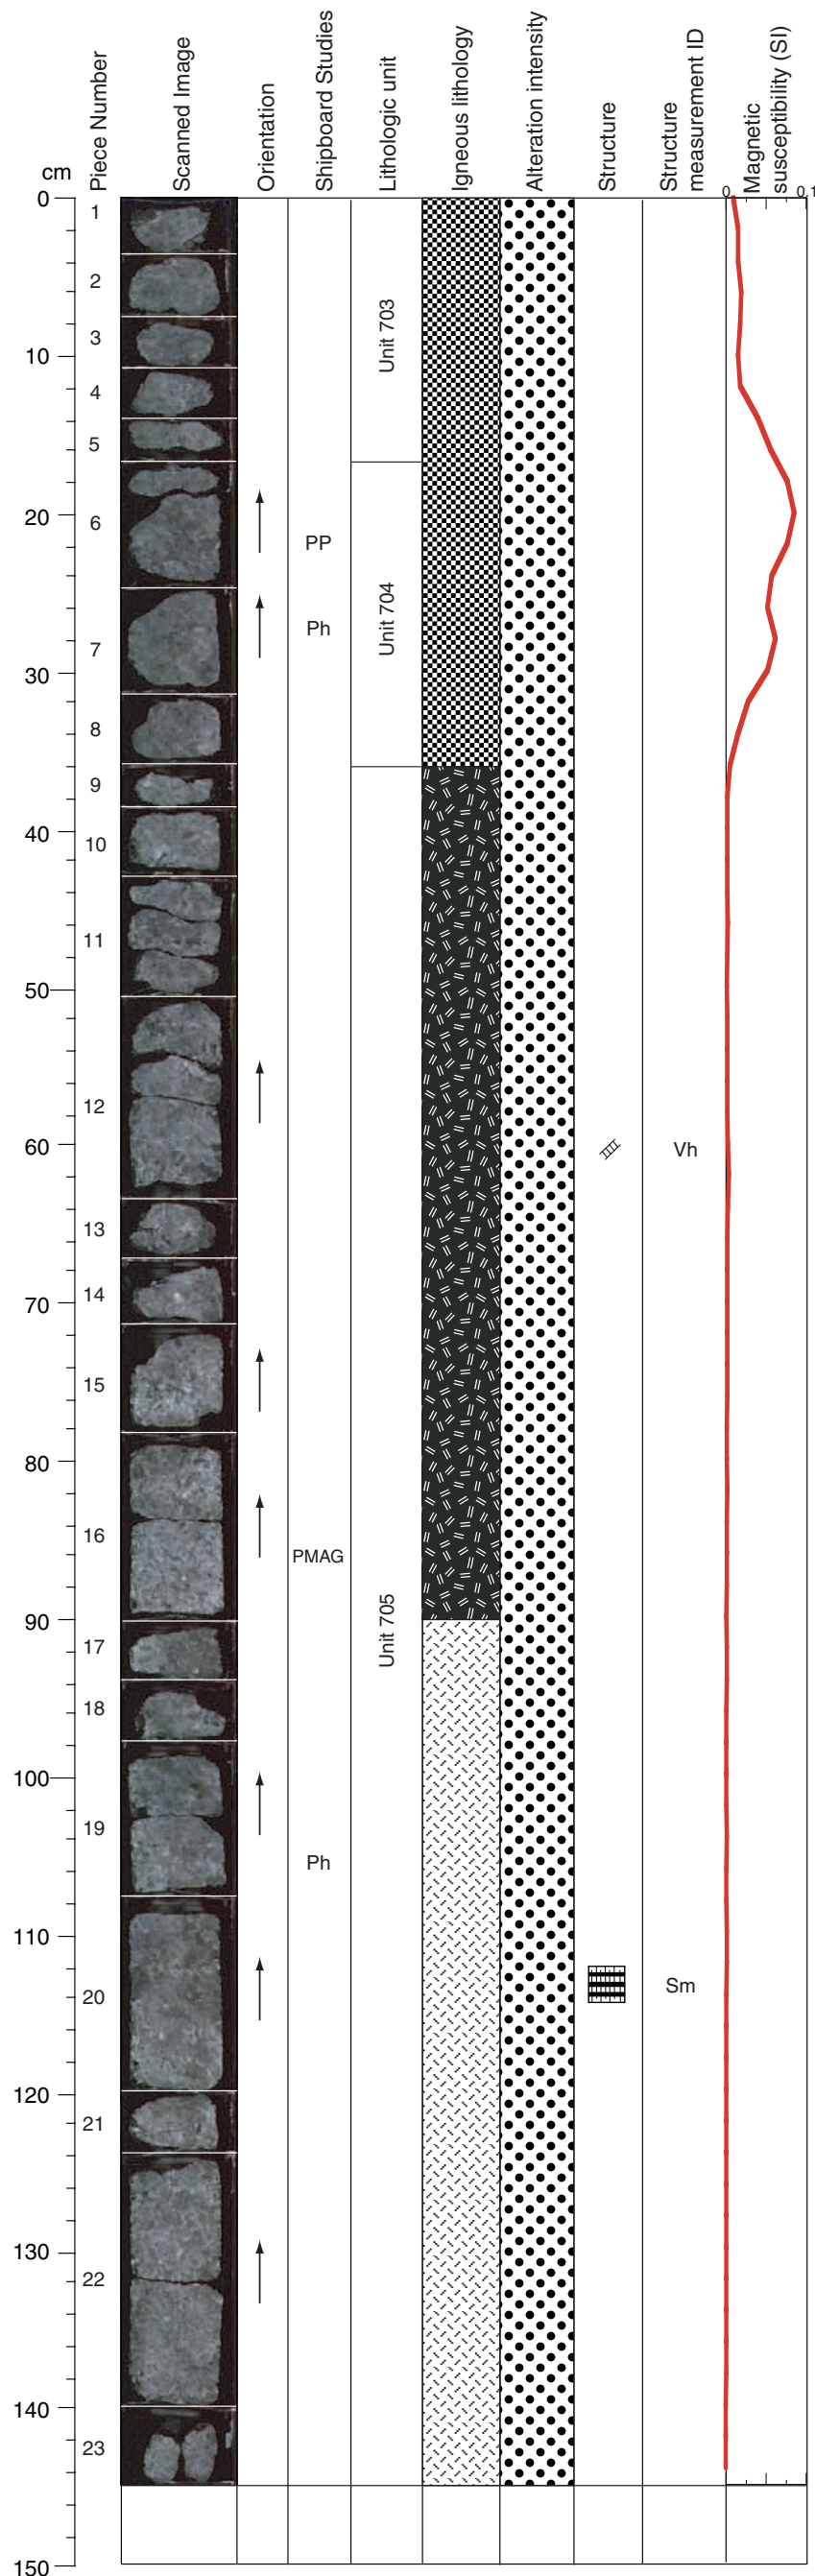 cm
Piece Number
Scanned Image
Orientation
Shipboard Studies
Lithologic unit
Igneous lithology
Alteration intensity
Structure
Structure
measurement ID
Magnetic
susceptibility (SI)
0 0.1
0
1
2
3
10
4
5
Unit 703
6
20
PP
7
Ph
Unit 704
30
8
9
40
10
11
50
12
60
Vh
13
14
70
15
80
16
PMAG
90
Unit 705
17
18
100
19
Ph
110
20
Sm
120
21
130
22
140
23
150